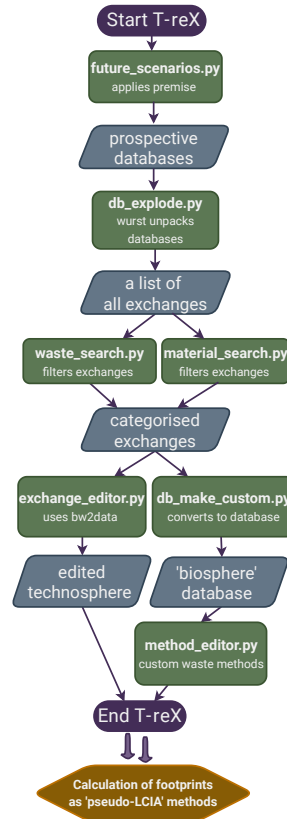 Start T-reX
future_scenarios.py
applies premise
prospective
databases
db_explode.py
wurst unpacks
databases
a list of
all exchanges
waste_search.py
filters exchanges
material_search.py
filters exchanges
categorised
exchanges
exchange_editor.py
uses bw2data
db_make_custom.py
converts to database
edited
technosphere
'biosphere'
database
method_editor.py
custom waste methods
End T-reX
Calculation of footprints
as 'pseudo-LCIA' methods